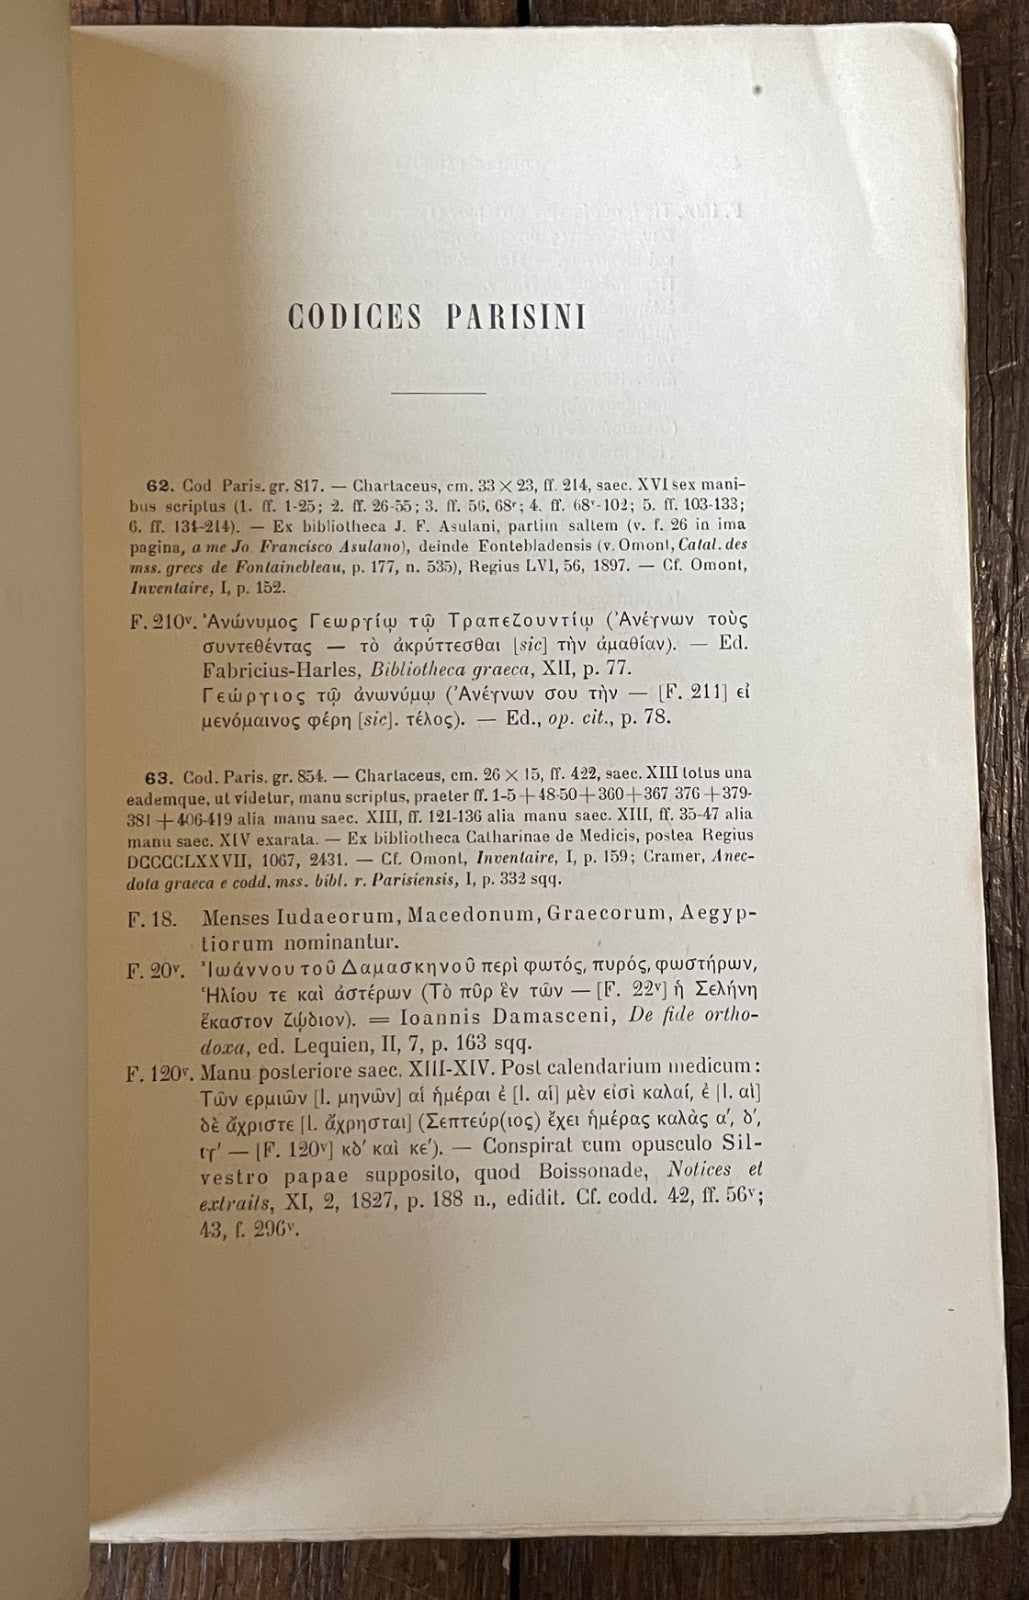 CODICES PARISINI
62. Cod Paris. gr. 817. — Chartaceus, cm. 33 × 23, ff. 214, saec. XVI sex mani-
bus scriptus (1. ff. 1-25; 2. ff. 26-55; 3. ff. 56, 68ʳ; 4. ff. 68ᵛ-102; 5. ff. 103-133;
6. ff. 134-214). — Ex bibliotheca J. F. Asulani, partim saltem (v. f. 26 in ima
pagina, a me Jo. Francisco Asulano), deinde Fontebladensis (v. Omont, Catal. des
mss. grecs de Fontainebleau, p. 177, n. 535), Regius LVI, 56, 1897. — Cf. Omont,
Inventaire, I, p. 152.
F. 210ᵛ. Ἀνώνυμος Γεωργίῳ τῷ Τραπεζουντίῳ (Ἀνέγνων τοὺς
συντεθέντας — τὸ ἀκρύττεσθαι [sic] τὴν ἀμαθίαν). — Ed.
Fabricius-Harles, Bibliotheca graeca, XII, p. 77.
Γεώργιος τῷ ἀνωνύμῳ (Ἀνέγνων σου τὴν — [F. 211] εἰ
μενόμαινος φέρη [sic]. τέλος). — Ed., op. cit., p. 78.
63. Cod. Paris. gr. 854. — Chartaceus, cm. 26 × 15, ff. 422, saec. XIII totus una
eademque, ut videtur, manu scriptus, praeter ff. 1-5 + 48-50 + 360 + 367 376 + 379-
381 + 406-419 alia manu saec. XIII, ff. 121-136 alia manu saec. XIII, ff, 35-47 alia
manu saec. XIV exarata. — Ex bibliotheca Catharinae de Medicis, postea Regius
DCCCCLXXVII, 1067, 2431. — Cf. Omont, Inventaire, I, p. 159; Cramer, Anec-
dota graeca e codd. mss. bibl. r. Parisiensis, I, p. 332 sqq.
F. 18. Menses Iudaeorum, Macedonum, Graecorum, Aegyp-
tiorum nominantur.
F. 20ᵛ. Ἰωάννου τοῦ Δαμασκηνοῦ περὶ φωτός, πυρός, φωστήρων,
Ἡλίου τε καὶ ἀστέρων (Τὸ πῦρ ἓν τῶν — [F. 22ᵛ] ἡ Σελήνη
ἕκαστον ζῴδιον). = Ioannis Damasceni, De fide ortho-
doxa, ed. Lequien, II, 7, p. 163 sqq.
F. 120ᵛ. Manu posteriore saec. XIII-XIV. Post calendarium medicum:
Τῶν ερμιῶν [l. μηνῶν] αἱ ἡμέραι ἐ [l. αἱ] μὲν εἰσὶ καλαί, ἐ [l. αἱ]
δὲ ἄχριστε [l. ἄχρησται] (Σεπτεύρ(ιος) ἔχει ἡμέρας καλὰς α′, δ′,
ιγ′ — [F. 120ᵛ] κδ′ καὶ κε′). — Conspirat cum opusculo Sil-
vestro papae supposito, quod Boissonade, Notices et
extraits, XI, 2, 1827, p. 188 n., edidit. Cf. codd. 42, ff. 56ᵛ;
43, f. 296ᵛ.